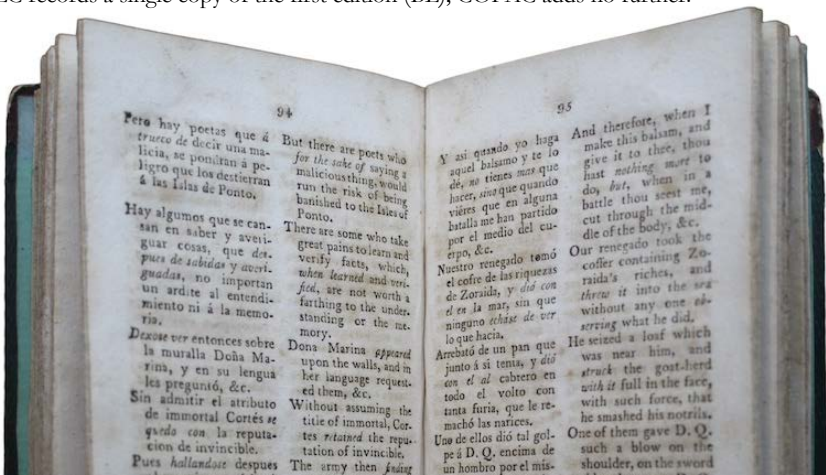 EC records a single copy of the first edition (BL), COPAC adds no further.
94
Pero hay poetas que á
trueco de decir una ma-
licia, se pondran á pe-
ligro que los destierran
á las Islas de Ponto.
Hay algunos que se can-
san en saber y averi-
guar cosas, que des-
pues de sabidas y averi-
guadas, no importan
un ardite al entendi-
miento ni á la memo-
ria.
Dexose ver entonces sobre
la muralla Doña Ma-
rina, y en su lengua
les preguntó, &c.
Sin admitir el atributo
de immortal Cortés se
queda con la reputa-
cion de invincible.
Pues hallandose despues
But there are poets who
for the sake of saying a
malicious thing, would
run the risk of being
banished to the Isles of
Ponto.
There are some who take
great pains to learn and
verify facts, which,
when learned and veri-
fied, are not worth a
farthing to the under-
standing or the me-
mory.
Dona Marina appeared
upon the walls, and in
her language request-
ed them, &c.
Without assuming the
title of immortal, Cor-
tes retained the repu-
tation of invincible.
The army then finding
95
Y asi quando yo haga
aquel balsamo y te lo
dé, no tienes mas que
hacer, sino que quando
viéres que en alguna
batalla me han partido
por el medio del cu-
erpo, &c.
Nuestro renegado tomó
el cofre de las riquezas
de Zoraida, y dió con
el en la mar, sin que
ninguno echáse de ver
lo que hacia.
Arrebató de un pan que
junto á si tenia, y dió
con el al cabrero en
todo el volto con
tanta furia, que le re-
machó las narices.
Uno de ellos dió tal gol-
pe á D. Q. encima de
un hombro por el mis-
And therefore, when I
make this balsam, and
give it to thee, thou
hast nothing more to
do, but, when in a
battle thou seest me,
cut through the mid-
dle of the body, &c.
Our renegado took the
coffer containing Zo-
raida's riches, and
threw it into the sea
without any one ob-
serving what he did.
He seized a loaf which
was near him, and
struck the goat-herd
with it full in the face,
with such force, that
he smashed his nostrils.
One of them gave D. Q.
such a blow on the
shoulder, on the sword